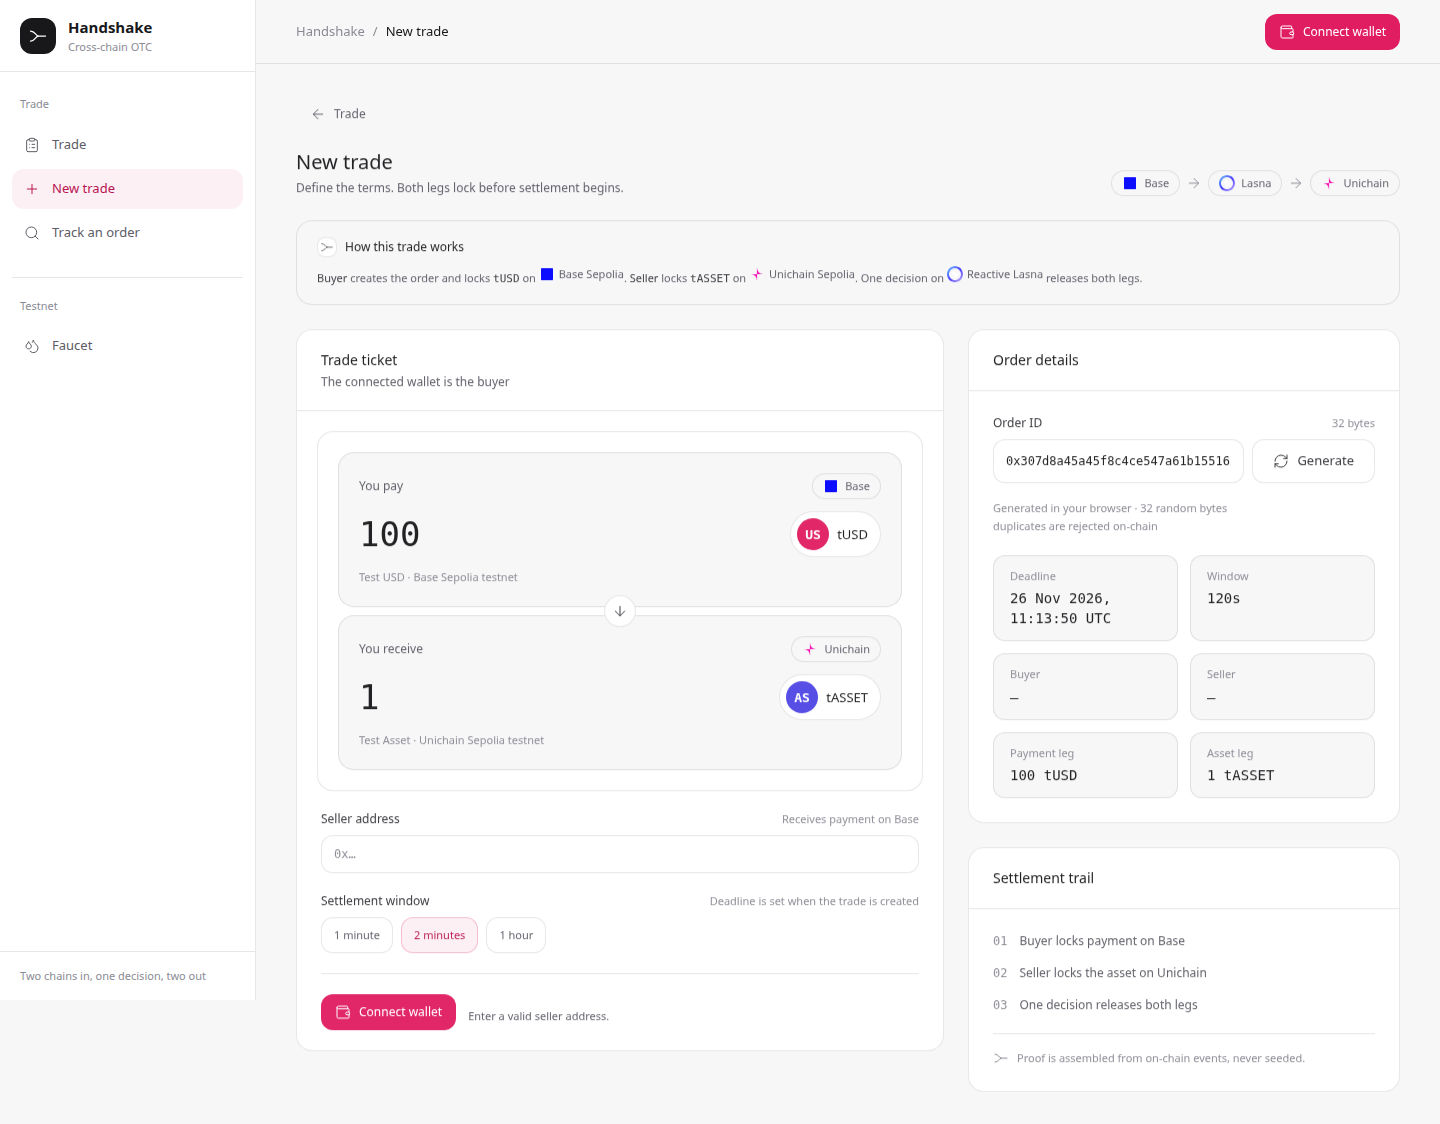 Handshake
Cross-chain OTC
Trade
Trade
New trade
Track an order
Testnet
Faucet
Two chains in, one decision, two out
Handshake / New trade
Connect wallet
Trade
New trade
Define the terms. Both legs lock before settlement begins.
Base
Lasna
Unichain
How this trade works
Buyer creates the order and locks tUSD on Base Sepolia. Seller locks tASSET on Unichain Sepolia. One decision on Reactive Lasna releases both legs.
Trade ticket
The connected wallet is the buyer
You pay
Base
100
US tUSD
Test USD · Base Sepolia testnet
You receive
Unichain
1
AS tASSET
Test Asset · Unichain Sepolia testnet
Seller address
Receives payment on Base
0x…
Settlement window
Deadline is set when the trade is created
1 minute
2 minutes
1 hour
Connect wallet
Enter a valid seller address.
Order details
Order ID
32 bytes
0x307d8a45a45f8c4ce547a61b15516
Generate
Generated in your browser · 32 random bytes
duplicates are rejected on-chain
Deadline
26 Nov 2026,
11:13:50 UTC
Window
120s
Buyer
—
Seller
—
Payment leg
100 tUSD
Asset leg
1 tASSET
Settlement trail
01 Buyer locks payment on Base
02 Seller locks the asset on Unichain
03 One decision releases both legs
Proof is assembled from on-chain events, never seeded.